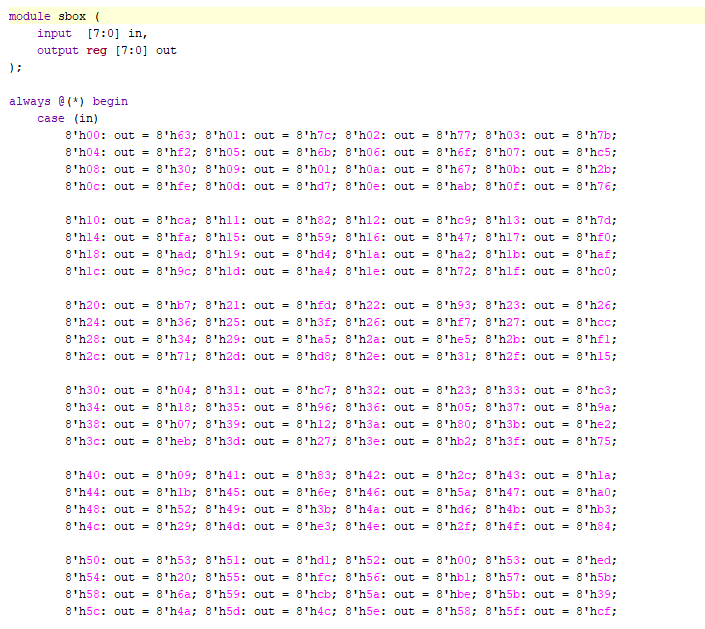 module sbox (
    input  [7:0] in,
    output reg [7:0] out
);

always @(*) begin
    case (in)
        8'h00: out = 8'h63; 8'h01: out = 8'h7c; 8'h02: out = 8'h77; 8'h03: out = 8'h7b;
        8'h04: out = 8'hf2; 8'h05: out = 8'h6b; 8'h06: out = 8'h6f; 8'h07: out = 8'hc5;
        8'h08: out = 8'h30; 8'h09: out = 8'h01; 8'h0a: out = 8'h67; 8'h0b: out = 8'h2b;
        8'h0c: out = 8'hfe; 8'h0d: out = 8'hd7; 8'h0e: out = 8'hab; 8'h0f: out = 8'h76;

        8'h10: out = 8'hca; 8'h11: out = 8'h82; 8'h12: out = 8'hc9; 8'h13: out = 8'h7d;
        8'h14: out = 8'hfa; 8'h15: out = 8'h59; 8'h16: out = 8'h47; 8'h17: out = 8'hf0;
        8'h18: out = 8'had; 8'h19: out = 8'hd4; 8'h1a: out = 8'ha2; 8'h1b: out = 8'haf;
        8'h1c: out = 8'h9c; 8'h1d: out = 8'ha4; 8'h1e: out = 8'h72; 8'h1f: out = 8'hc0;

        8'h20: out = 8'hb7; 8'h21: out = 8'hfd; 8'h22: out = 8'h93; 8'h23: out = 8'h26;
        8'h24: out = 8'h36; 8'h25: out = 8'h3f; 8'h26: out = 8'hf7; 8'h27: out = 8'hcc;
        8'h28: out = 8'h34; 8'h29: out = 8'ha5; 8'h2a: out = 8'he5; 8'h2b: out = 8'hf1;
        8'h2c: out = 8'h71; 8'h2d: out = 8'hd8; 8'h2e: out = 8'h31; 8'h2f: out = 8'h15;

        8'h30: out = 8'h04; 8'h31: out = 8'hc7; 8'h32: out = 8'h23; 8'h33: out = 8'hc3;
        8'h34: out = 8'h18; 8'h35: out = 8'h96; 8'h36: out = 8'h05; 8'h37: out = 8'h9a;
        8'h38: out = 8'h07; 8'h39: out = 8'h12; 8'h3a: out = 8'h80; 8'h3b: out = 8'he2;
        8'h3c: out = 8'heb; 8'h3d: out = 8'h27; 8'h3e: out = 8'hb2; 8'h3f: out = 8'h75;

        8'h40: out = 8'h09; 8'h41: out = 8'h83; 8'h42: out = 8'h2c; 8'h43: out = 8'h1a;
        8'h44: out = 8'h1b; 8'h45: out = 8'h6e; 8'h46: out = 8'h5a; 8'h47: out = 8'ha0;
        8'h48: out = 8'h52; 8'h49: out = 8'h3b; 8'h4a: out = 8'hd6; 8'h4b: out = 8'hb3;
        8'h4c: out = 8'h29; 8'h4d: out = 8'he3; 8'h4e: out = 8'h2f; 8'h4f: out = 8'h84;

        8'h50: out = 8'h53; 8'h51: out = 8'hd1; 8'h52: out = 8'h00; 8'h53: out = 8'hed;
        8'h54: out = 8'h20; 8'h55: out = 8'hfc; 8'h56: out = 8'hb1; 8'h57: out = 8'h5b;
        8'h58: out = 8'h6a; 8'h59: out = 8'hcb; 8'h5a: out = 8'hbe; 8'h5b: out = 8'h39;
        8'h5c: out = 8'h4a; 8'h5d: out = 8'h4c; 8'h5e: out = 8'h58; 8'h5f: out = 8'hcf;